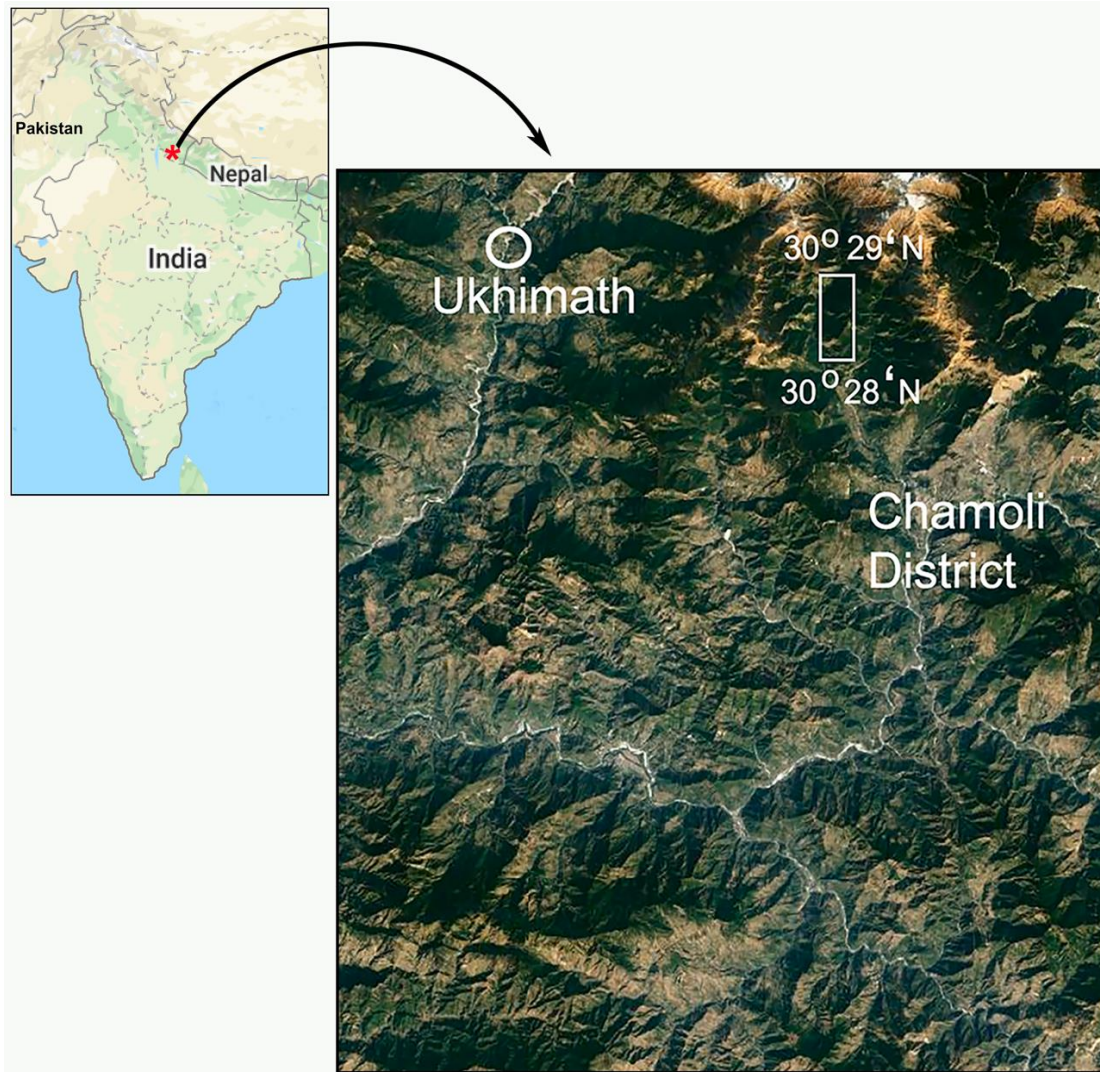 Pakistan
Nepal
India
30° 29' N
Ukhimath
30° 28' N
Chamoli
District